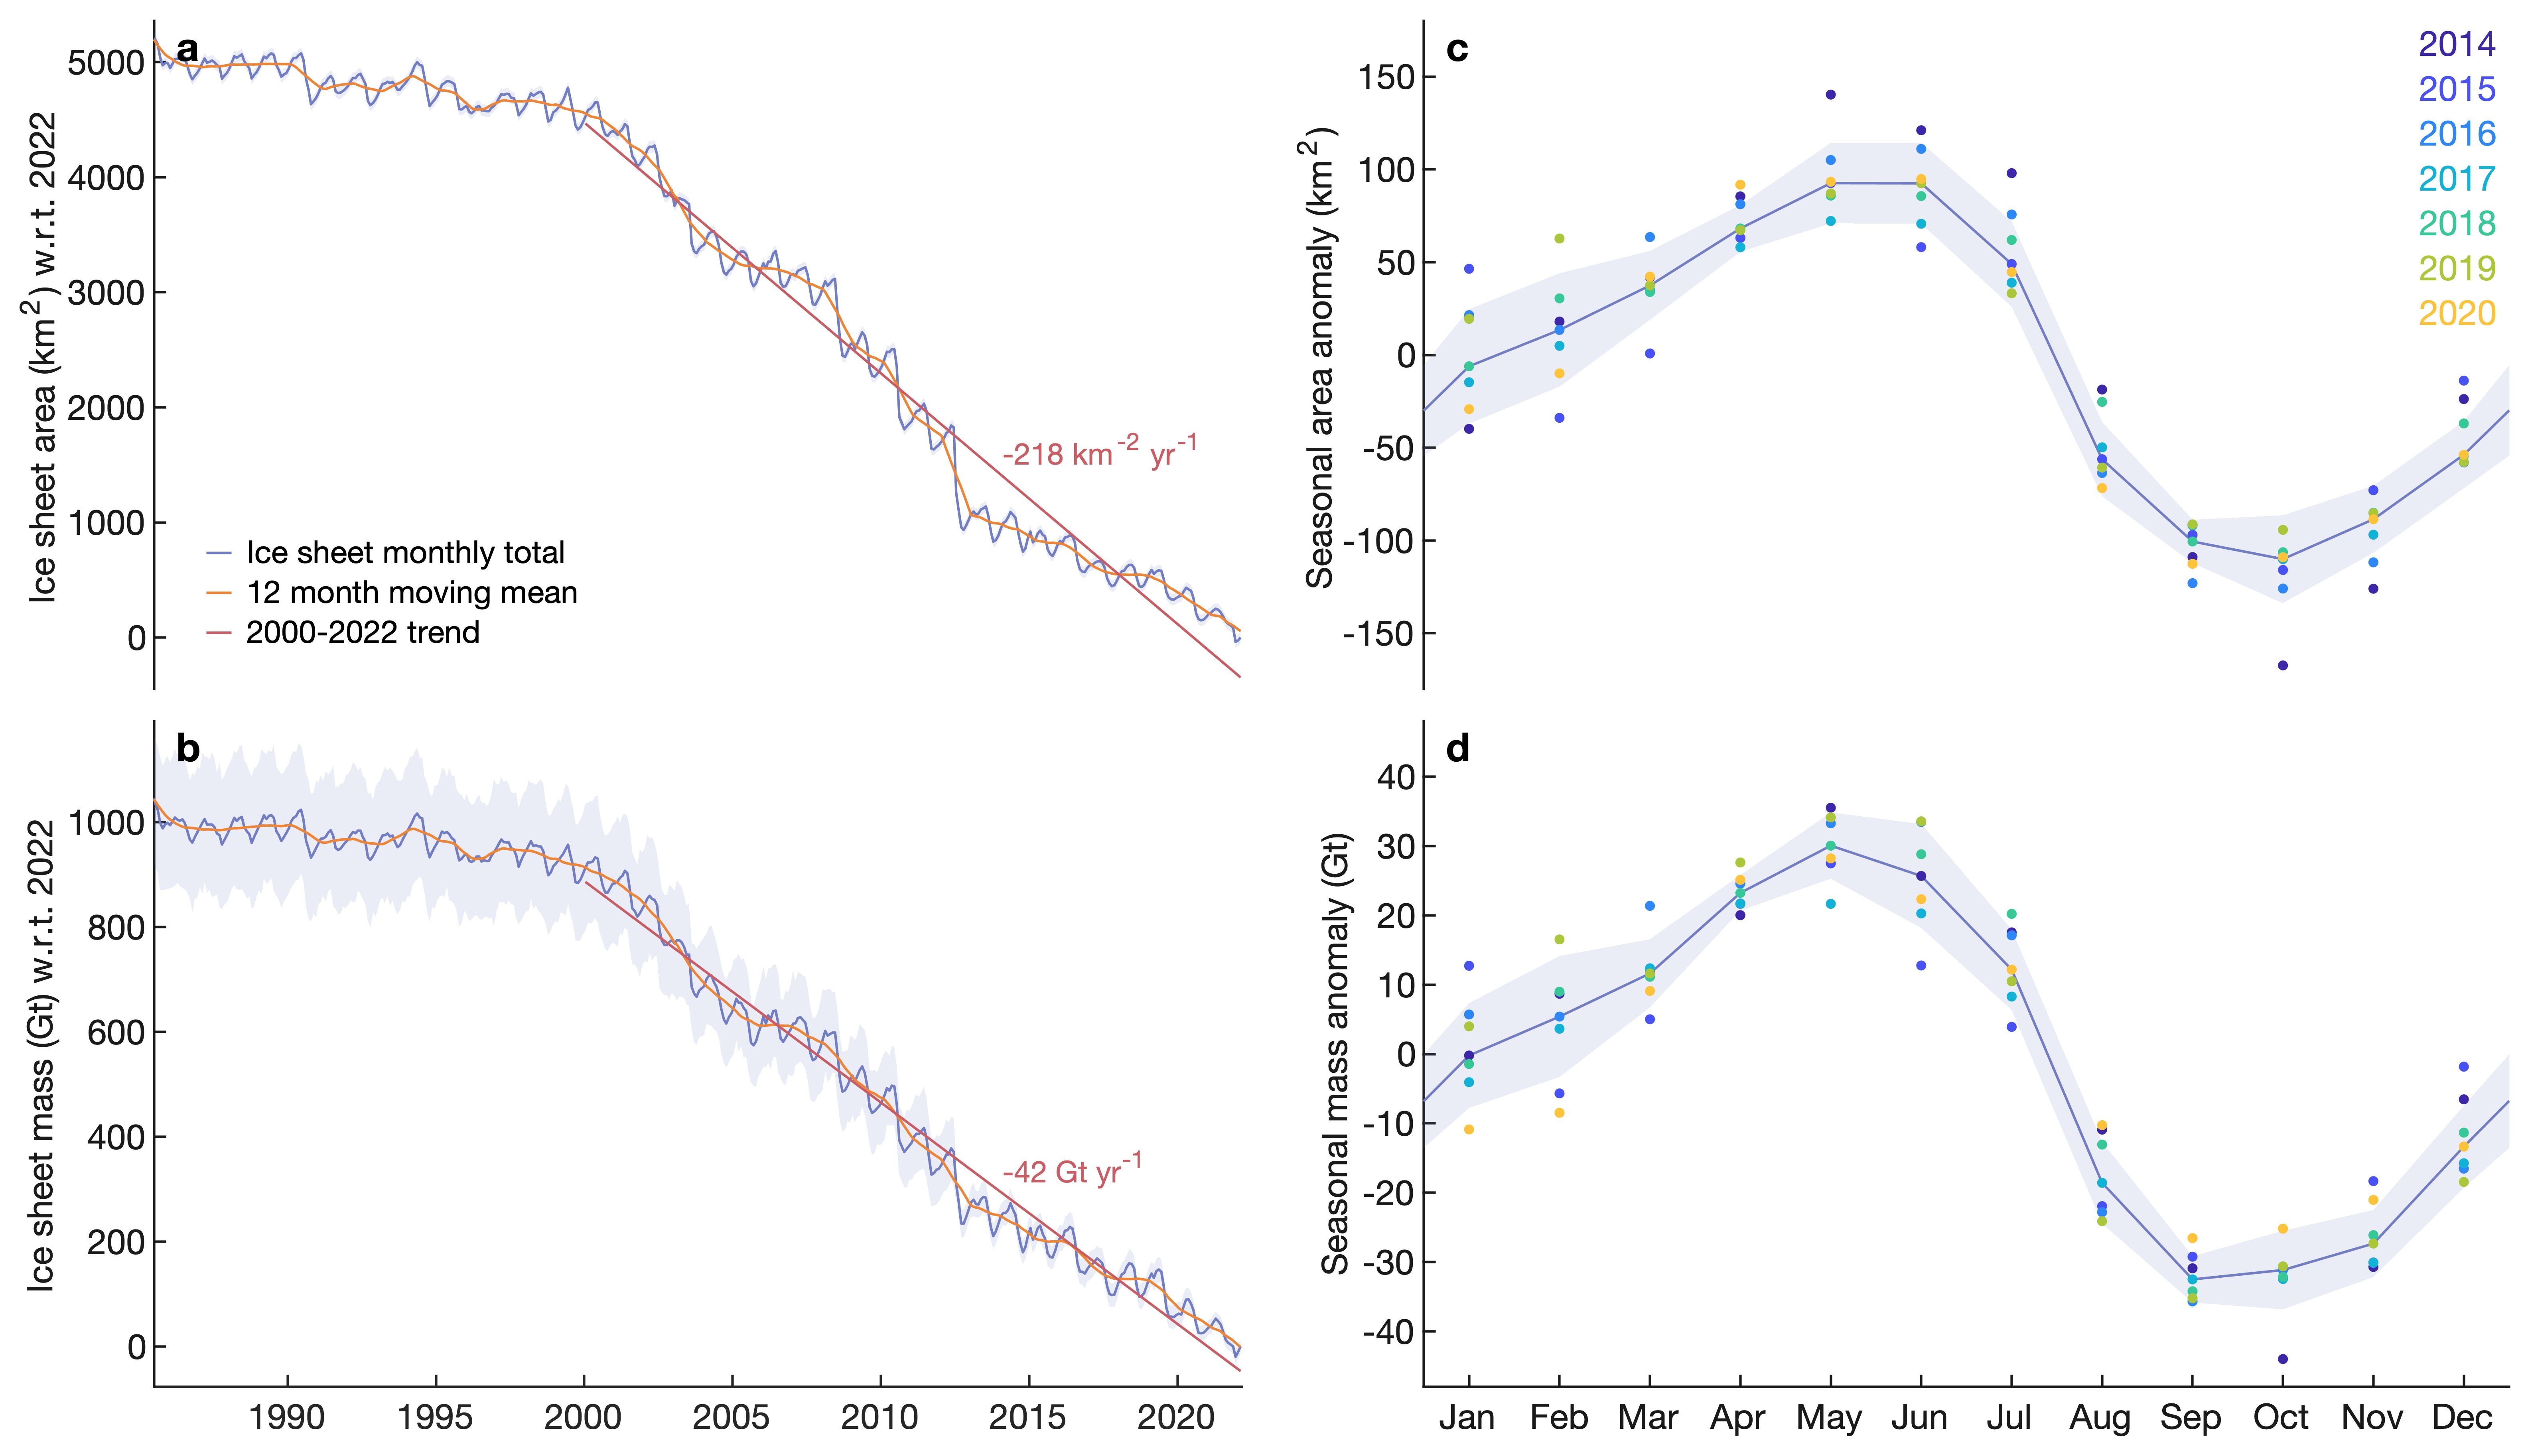 a
Ice sheet area (km²) w.r.t. 2022
5000
4000
3000
2000
1000
0
-218 km⁻² yr⁻¹
Ice sheet monthly total
12 month moving mean
2000-2022 trend
c
Seasonal area anomaly (km²)
150
100
50
0
-50
-100
-150
2014
2015
2016
2017
2018
2019
2020
b
Ice sheet mass (Gt) w.r.t. 2022
1000
800
600
400
200
0
-42 Gt yr⁻¹
1990 1995 2000 2005 2010 2015 2020
d
Seasonal mass anomaly (Gt)
40
30
20
10
0
-10
-20
-30
-40
Jan Feb Mar Apr May Jun Jul Aug Sep Oct Nov Dec